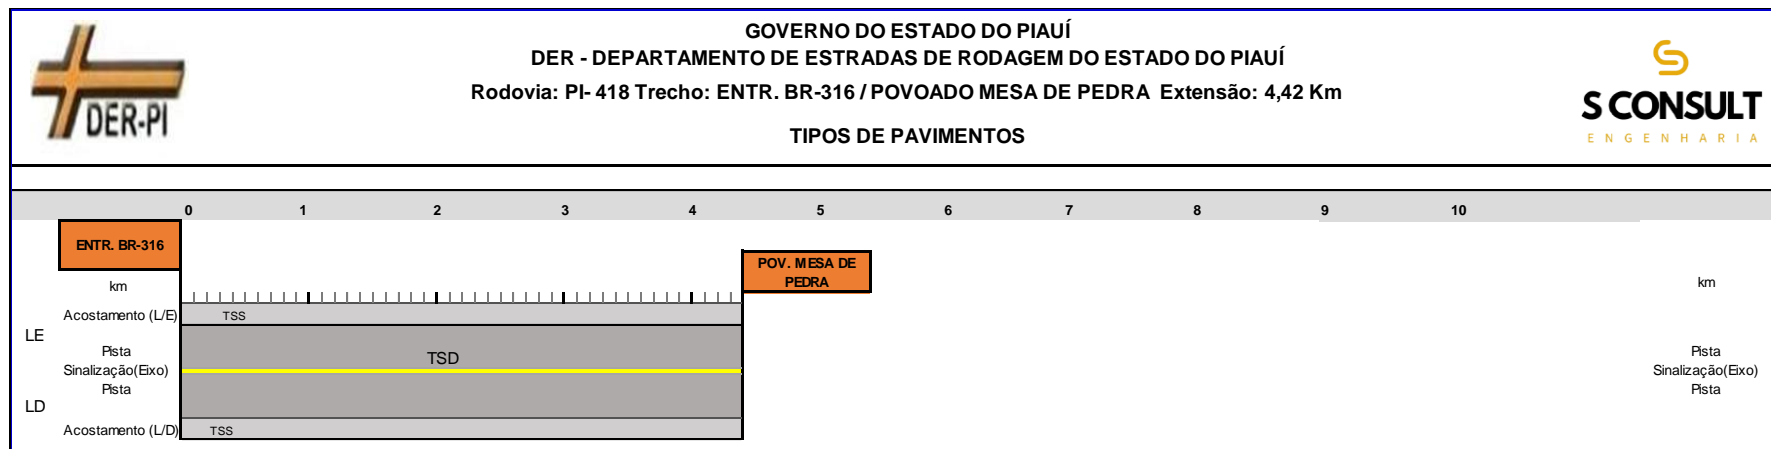 GOVERNO DO ESTADO DO PIAUÍ
DER - DEPARTAMENTO DE ESTRADAS DE RODAGEM DO ESTADO DO PIAUÍ
Rodovia: PI- 418 Trecho: ENTR. BR-316 / POVOADO MESA DE PEDRA Extensão: 4,42 Km
TIPOS DE PAVIMENTOS
DER-PI
S CONSULT
ENGENHARIA
0 1 2 3 4 5 6 7 8 9 10
ENTR. BR-316
POV. MESA DE
PEDRA
km
km
Acostamento (L/E)
TSS
LE
Pista
TSD
Pista
Sinalização(Eixo)
Sinalização(Eixo)
Pista
Pista
LD
Acostamento (L/D)
TSS